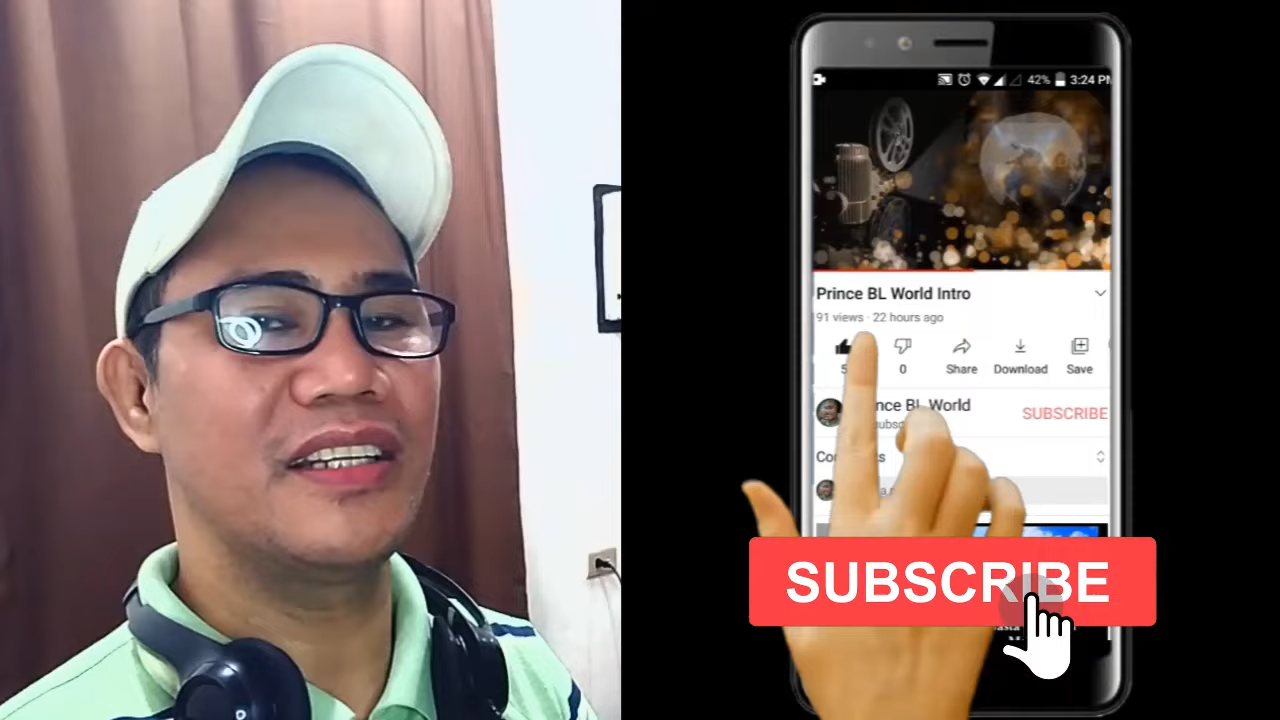 42% 3:24 PM
Prince BL World Intro
91 views · 22 hours ago
0 Share Download Save
World
SUBSCRIBE
SUBSCRIBE